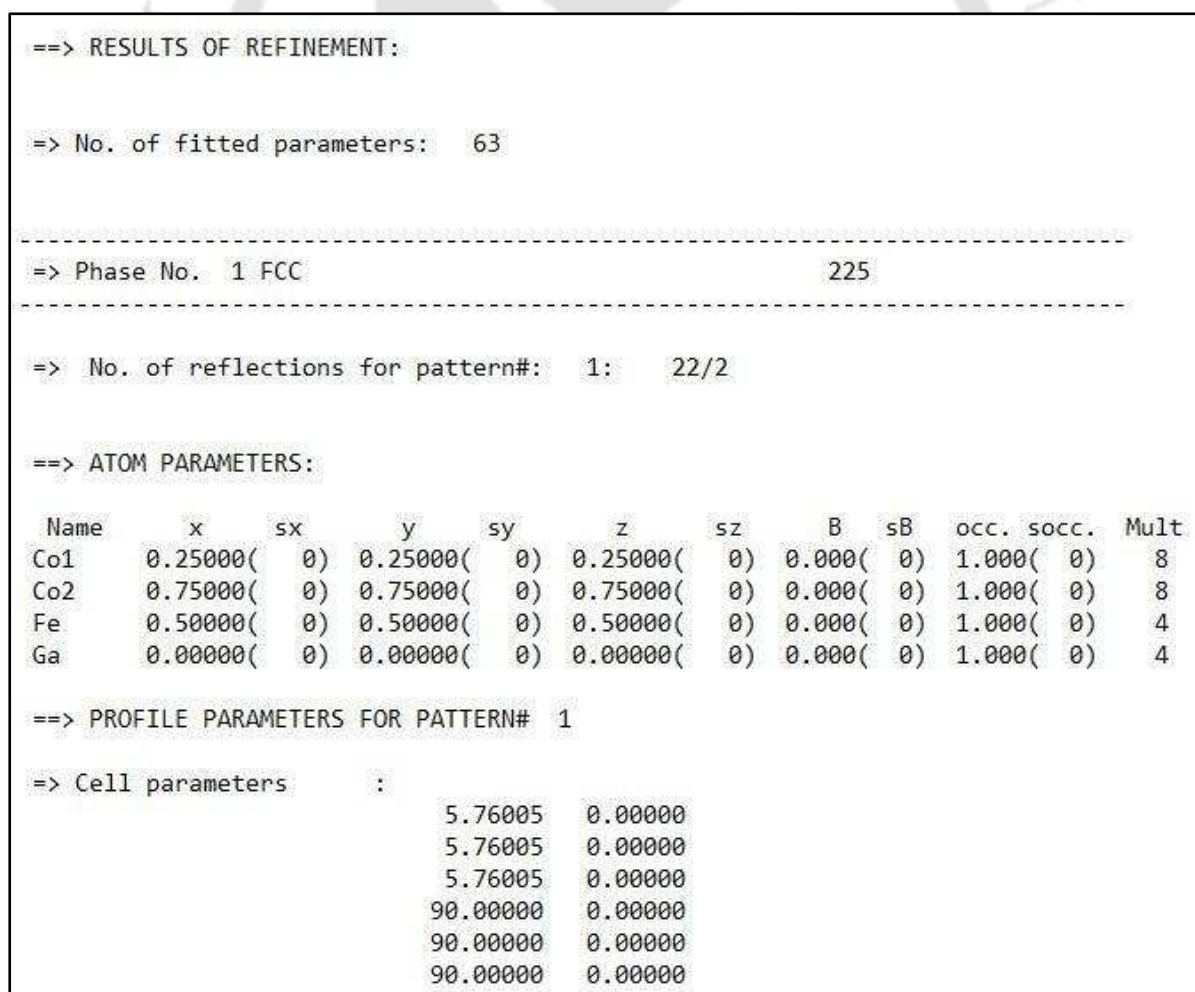 ==> RESULTS OF REFINEMENT:
=> No. of fitted parameters:   63
-------------------------------------------------------------------------------
=> Phase No.  1 FCC                                      225
-------------------------------------------------------------------------------
=>  No. of reflections for pattern#:   1:    22/2
==> ATOM PARAMETERS:
Name      x     sx      y     sy      z     sz      B   sB   occ. socc.  Mult
Co1     0.25000(   0)  0.25000(   0)  0.25000(   0)  0.000(  0)  1.000(  0)    8
Co2     0.75000(   0)  0.75000(   0)  0.75000(   0)  0.000(  0)  1.000(  0)    8
Fe      0.50000(   0)  0.50000(   0)  0.50000(   0)  0.000(  0)  1.000(  0)    4
Ga      0.00000(   0)  0.00000(   0)  0.00000(   0)  0.000(  0)  1.000(  0)    4
==> PROFILE PARAMETERS FOR PATTERN#  1
=> Cell parameters      :
5.76005   0.00000
5.76005   0.00000
5.76005   0.00000
90.00000   0.00000
90.00000   0.00000
90.00000   0.00000